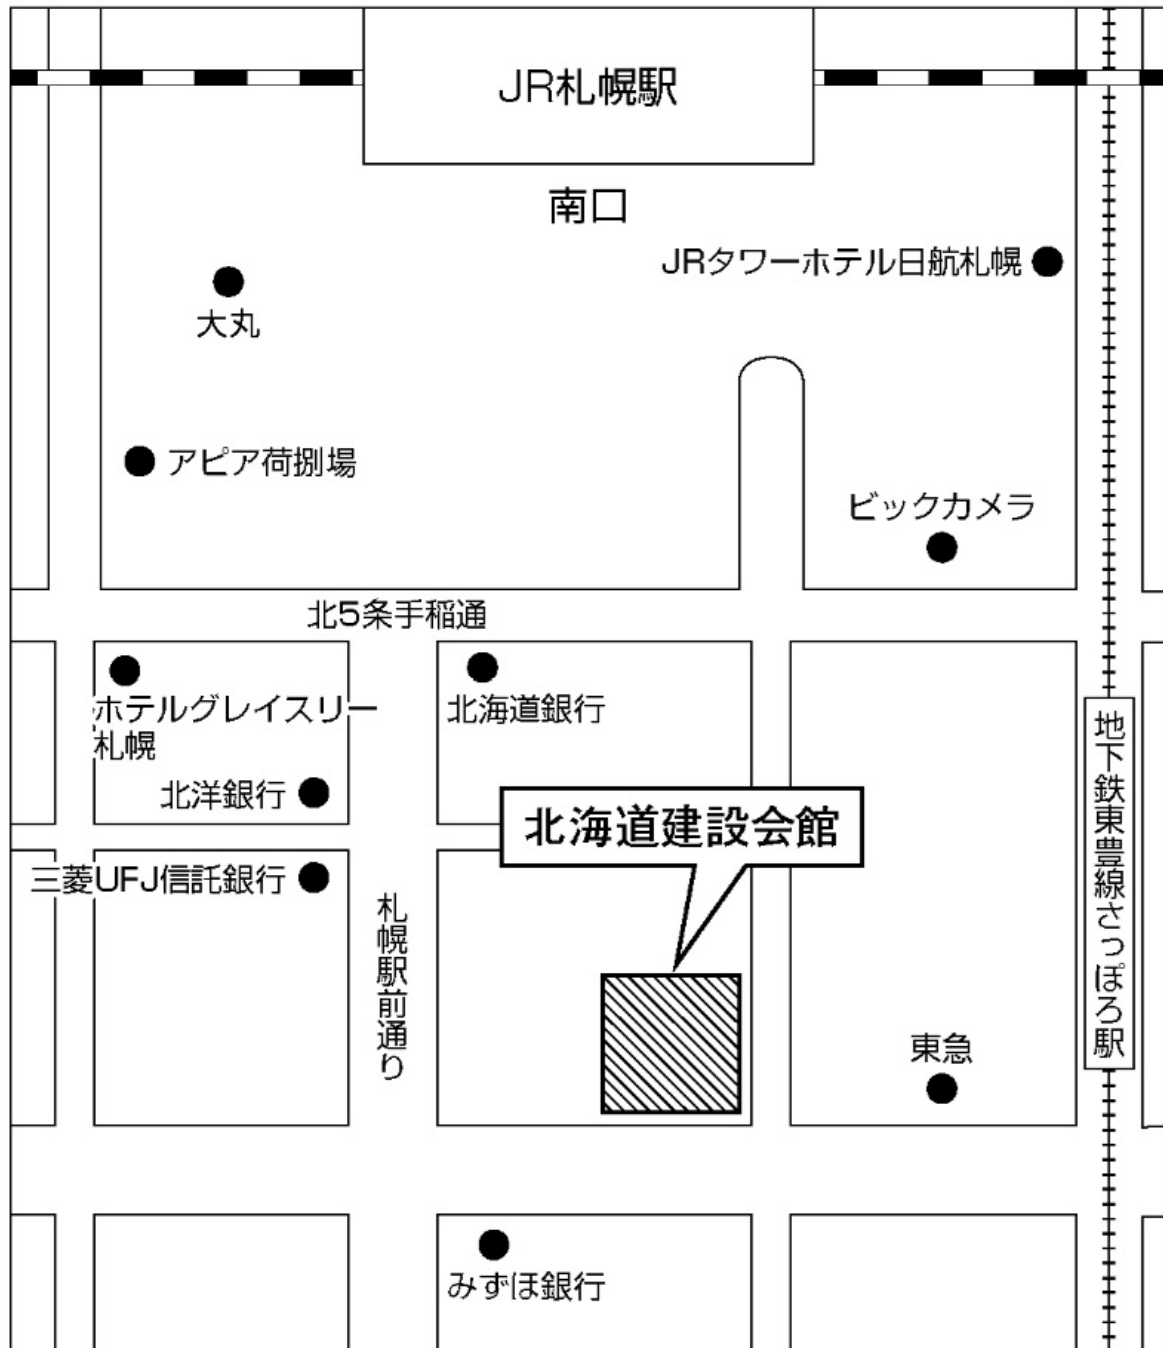 JR札幌駅
南口
JRタワーホテル日航札幌
大丸
アピア荷捌場
ビックカメラ
北5条手稲通
ホテルグレイスリー
札幌
北海道銀行
北洋銀行
北海道建設会館
三菱UFJ信託銀行
札幌駅前通り
地下鉄東豊線さっぽろ駅
東急
みずほ銀行